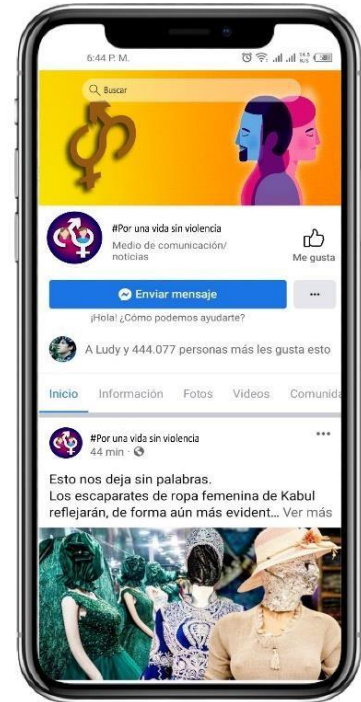 6:44 P. M.
Buscar
#Por una vida sin violencia
Medio de comunicación/
noticias
Me gusta
Enviar mensaje
¡Hola! ¿Cómo podemos ayudarte?
A Ludy y 444.077 personas más les gusta esto
Inicio Información Fotos Videos Comunida
#Por una vida sin violencia
44 min
Esto nos deja sin palabras.
Los escaparates de ropa femenina de Kabul
reflejarán, de forma aún más evident... Ver más